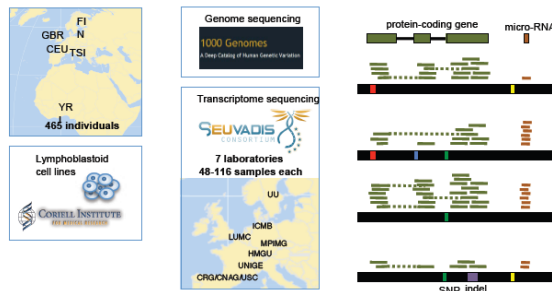 FI
N
GBR
CEU
TSI
YR
I
465 individuals
Lymphoblastoid
cell lines
CORIELL INSTITUTE
Genome sequencing
1000 Genomes
A Deep Catalog of Human Genetic Variation
Transcriptome sequencing
GEUVADIS
CONSORTIUM
7 laboratories
48-116 samples each
UU
ICMB
LUMC
MPIMG
HMGU
UNIGE
CRG/CNAG/USC
protein-coding gene
micro-RNA
SNP indel